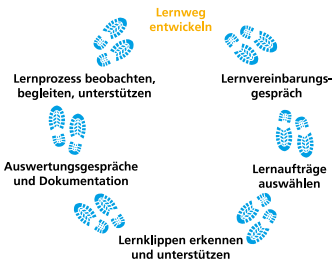 Lernweg
entwickeln
Lernprozess beobachten,
begleiten, unterstützen
Lernvereinbarungs-
gespräch
Auswertungsgespräche
und Dokumentation
Lernaufträge
auswählen
Lernklippen erkennen
und unterstützen